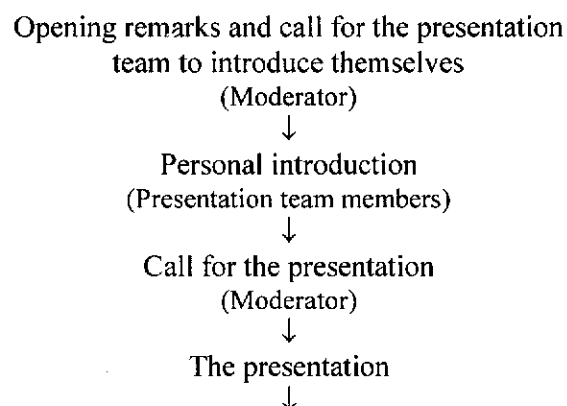 Opening remarks and call for the presentation
team to introduce themselves
(Moderator)
↓
Personal introduction
(Presentation team members)
↓
Call for the presentation
(Moderator)
↓
The presentation
↓